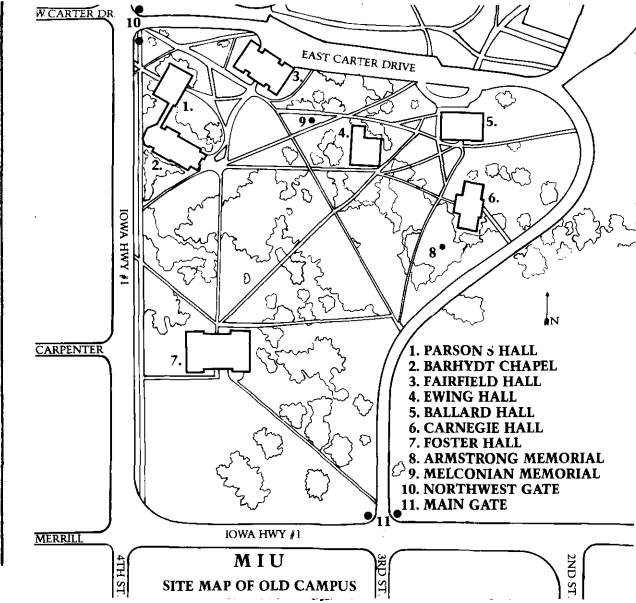 W CARTER DR.
10
EAST CARTER DRIVE
3.
1.
9
4.
5.
2.
6.
8
IOWA HWY #1
N
CARPENTER
7.
1. PARSONS HALL
2. BARHYDT CHAPEL
3. FAIRFIELD HALL
4. EWING HALL
5. BALLARD HALL
6. CARNEGIE HALL
7. FOSTER HALL
8. ARMSTRONG MEMORIAL
9. MELCONIAN MEMORIAL
10. NORTHWEST GATE
11. MAIN GATE
11
MERRILL
IOWA HWY #1
4TH ST.
3RD ST.
2ND ST.
MIU
SITE MAP OF OLD CAMPUS